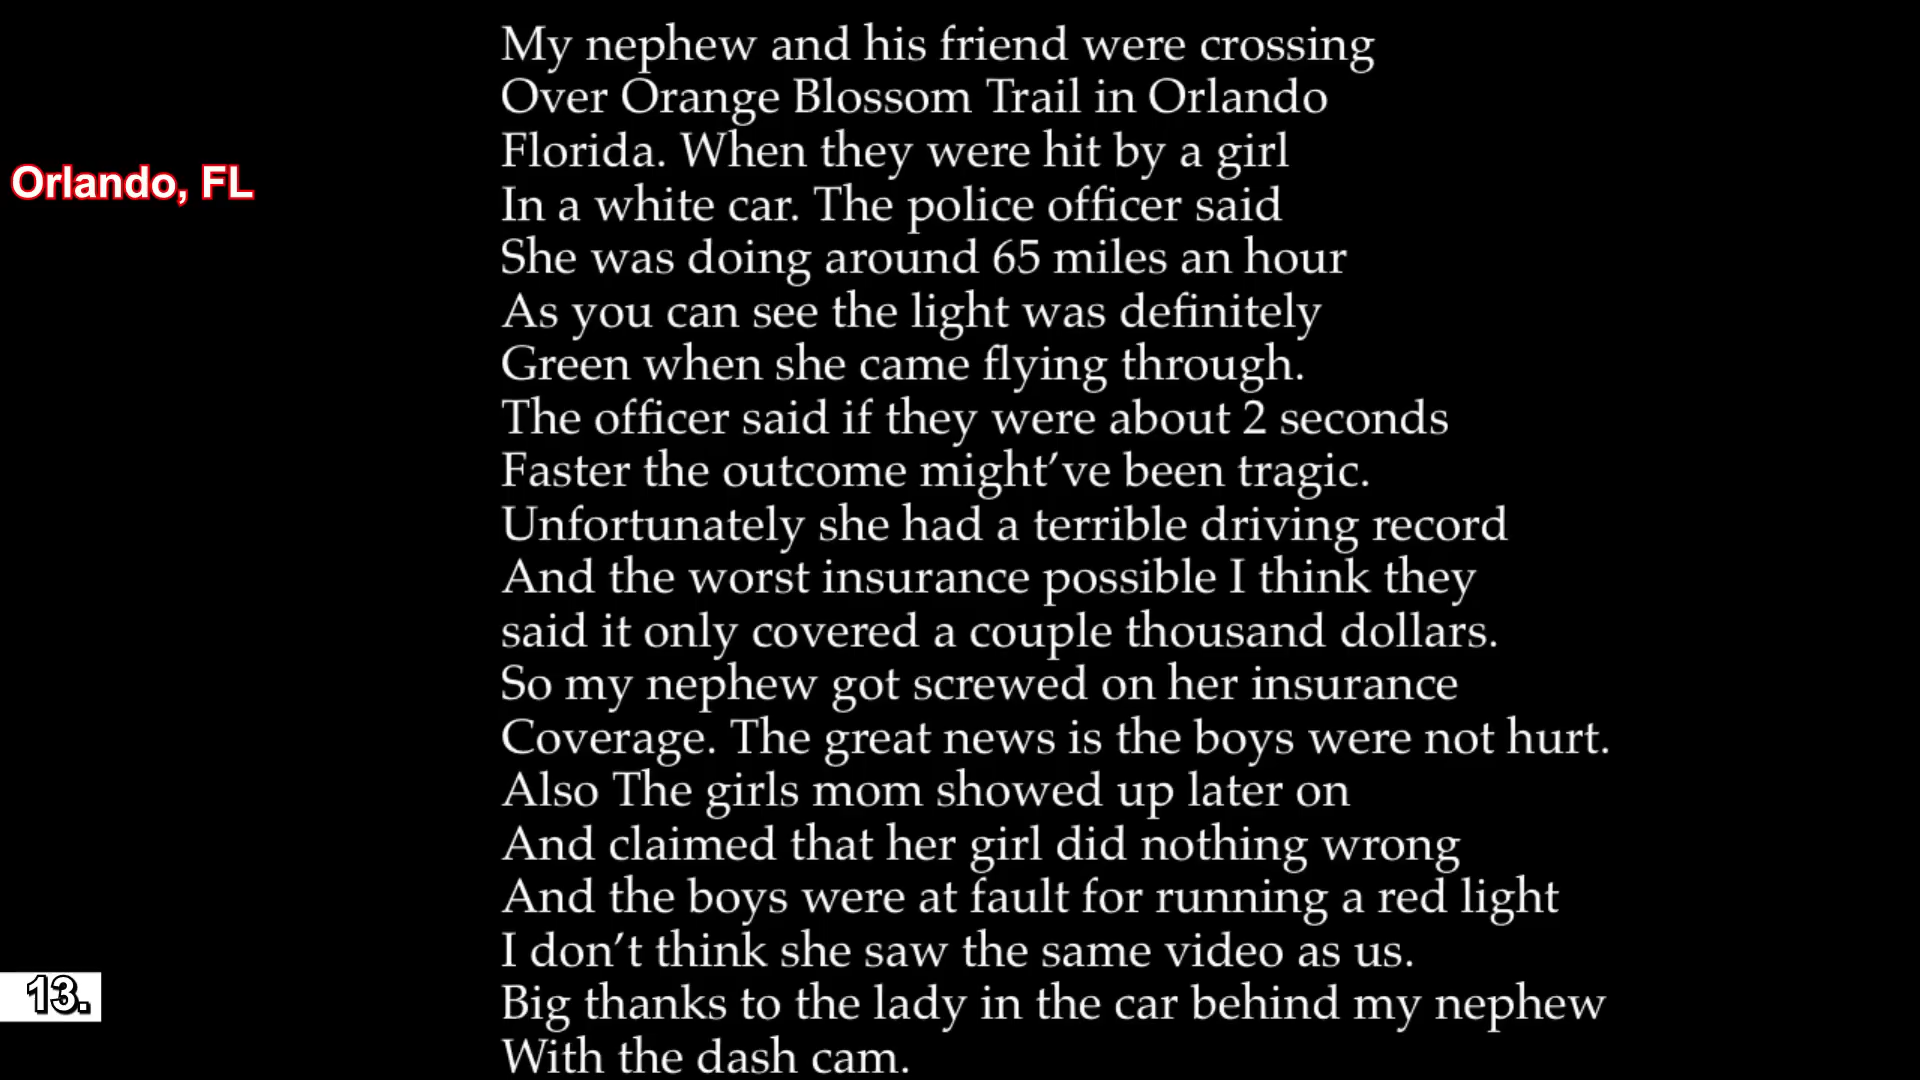 My nephew and his friend were crossing
Over Orange Blossom Trail in Orlando
Florida. When they were hit by a girl
Orlando, FL
In a white car. The police officer said
She was doing around 65 miles an hour
As you can see the light was definitely
Green when she came flying through.
The officer said if they were about 2 seconds
Faster the outcome might’ve been tragic.
Unfortunately she had a terrible driving record
And the worst insurance possible I think they
said it only covered a couple thousand dollars.
So my nephew got screwed on her insurance
Coverage. The great news is the boys were not hurt.
Also The girls mom showed up later on
And claimed that her girl did nothing wrong
And the boys were at fault for running a red light
I don’t think she saw the same video as us.
13.
Big thanks to the lady in the car behind my nephew
With the dash cam.